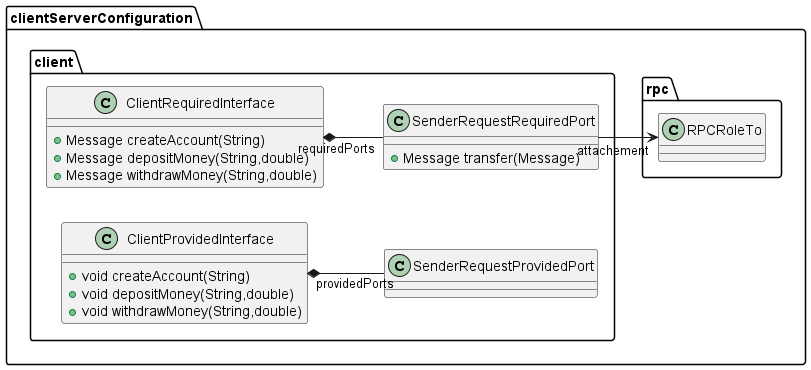 clientServerConfiguration
client
rpc
C ClientRequiredInterface
Message createAccount(String)
Message depositMoney(String,double)
Message withdrawMoney(String,double)
requiredPorts
C SenderRequestRequiredPort
Message transfer(Message)
attachement
C RPCRoleTo
C ClientProvidedInterface
void createAccount(String)
void depositMoney(String,double)
void withdrawMoney(String,double)
providedPorts
C SenderRequestProvidedPort